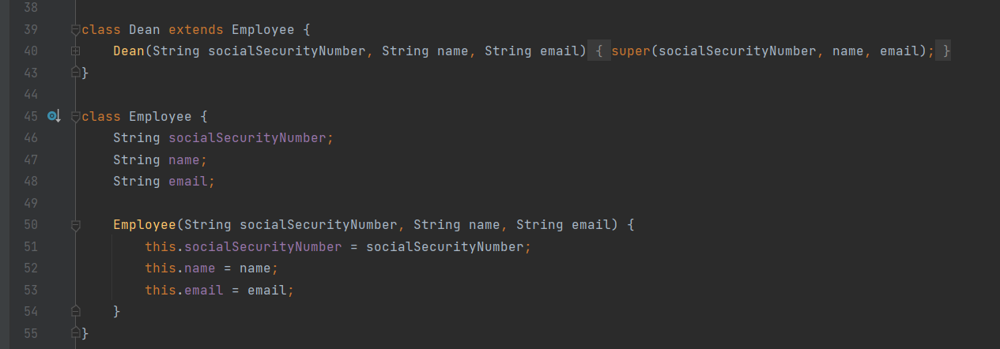 38
39 class Dean extends Employee {
40     Dean(String socialSecurityNumber, String name, String email) { super(socialSecurityNumber, name, email); }
43 }
44
45 class Employee {
46     String socialSecurityNumber;
47     String name;
48     String email;
49
50     Employee(String socialSecurityNumber, String name, String email) {
51         this.socialSecurityNumber = socialSecurityNumber;
52         this.name = name;
53         this.email = email;
54     }
55 }